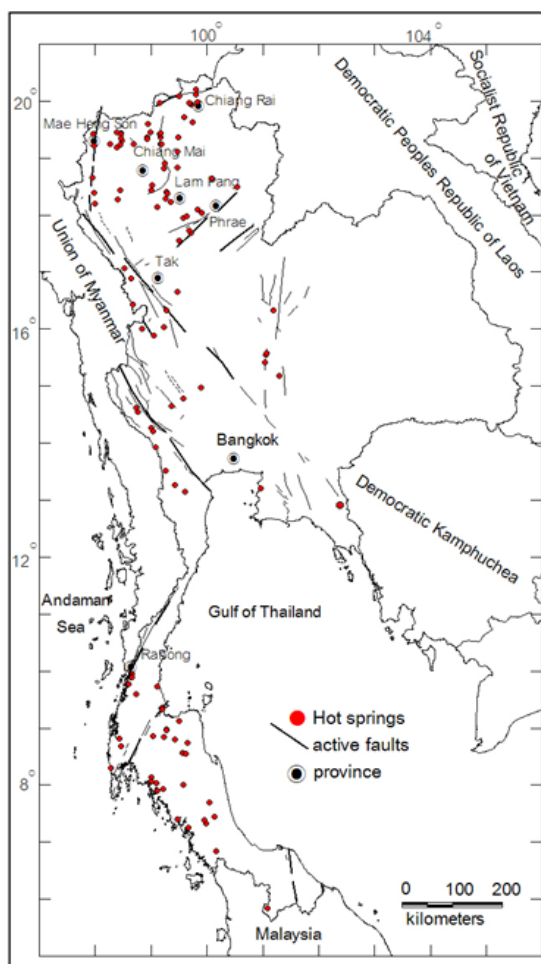 100°
104°
20°
Chiang Rai
Mae Hong Son
Chiang Mai
Lam Pang
Phrae
Democratic Peoples Republic of Laos
Socialist Republic
of Vietnam
Union of Myanmar
Tak
16°
Bangkok
Democratic Kamphuchea
12°
Andaman
Sea
Gulf of Thailand
Ranong
Hot springs
active faults
province
8°
0 100 200
kilometers
Malaysia